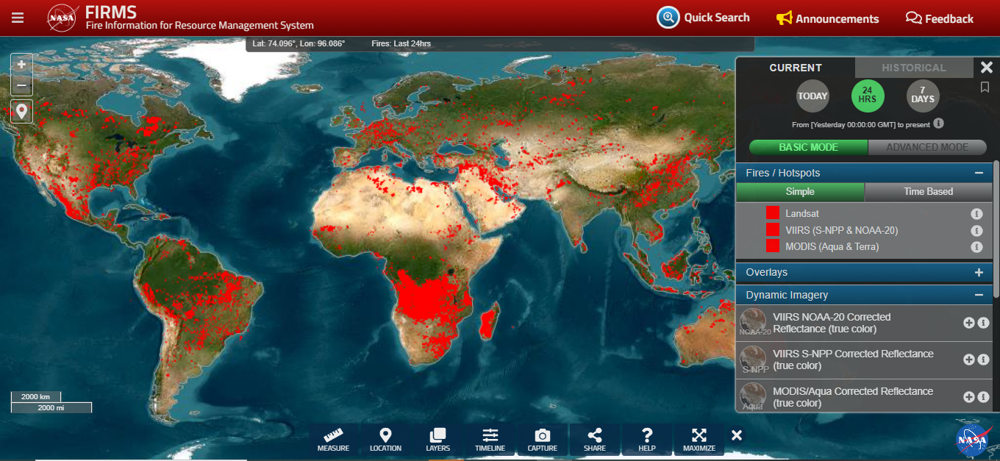 NASA
FIRMS
Fire Information for Resource Management System
Quick Search
Announcements
Feedback
Lat: 74.096°, Lon: 96.086°
Fires: Last 24hrs
+
−
CURRENT
HISTORICAL
TODAY
24
HRS
7
DAYS
From [Yesterday 00:00:00 GMT] to present
BASIC MODE
ADVANCED MODE
Fires / Hotspots
Simple
Time Based
Landsat
VIIRS (S-NPP & NOAA-20)
MODIS (Aqua & Terra)
Overlays
Dynamic Imagery
NOAA-20
VIIRS NOAA-20 Corrected
Reflectance (true color)
S-NPP
VIIRS S-NPP Corrected Reflectance
(true color)
Aqua
MODIS/Aqua Corrected Reflectance
(true color)
2000 km
2000 mi
MEASURE
LOCATION
LAYERS
TIMELINE
CAPTURE
SHARE
HELP
MAXIMIZE
NASA